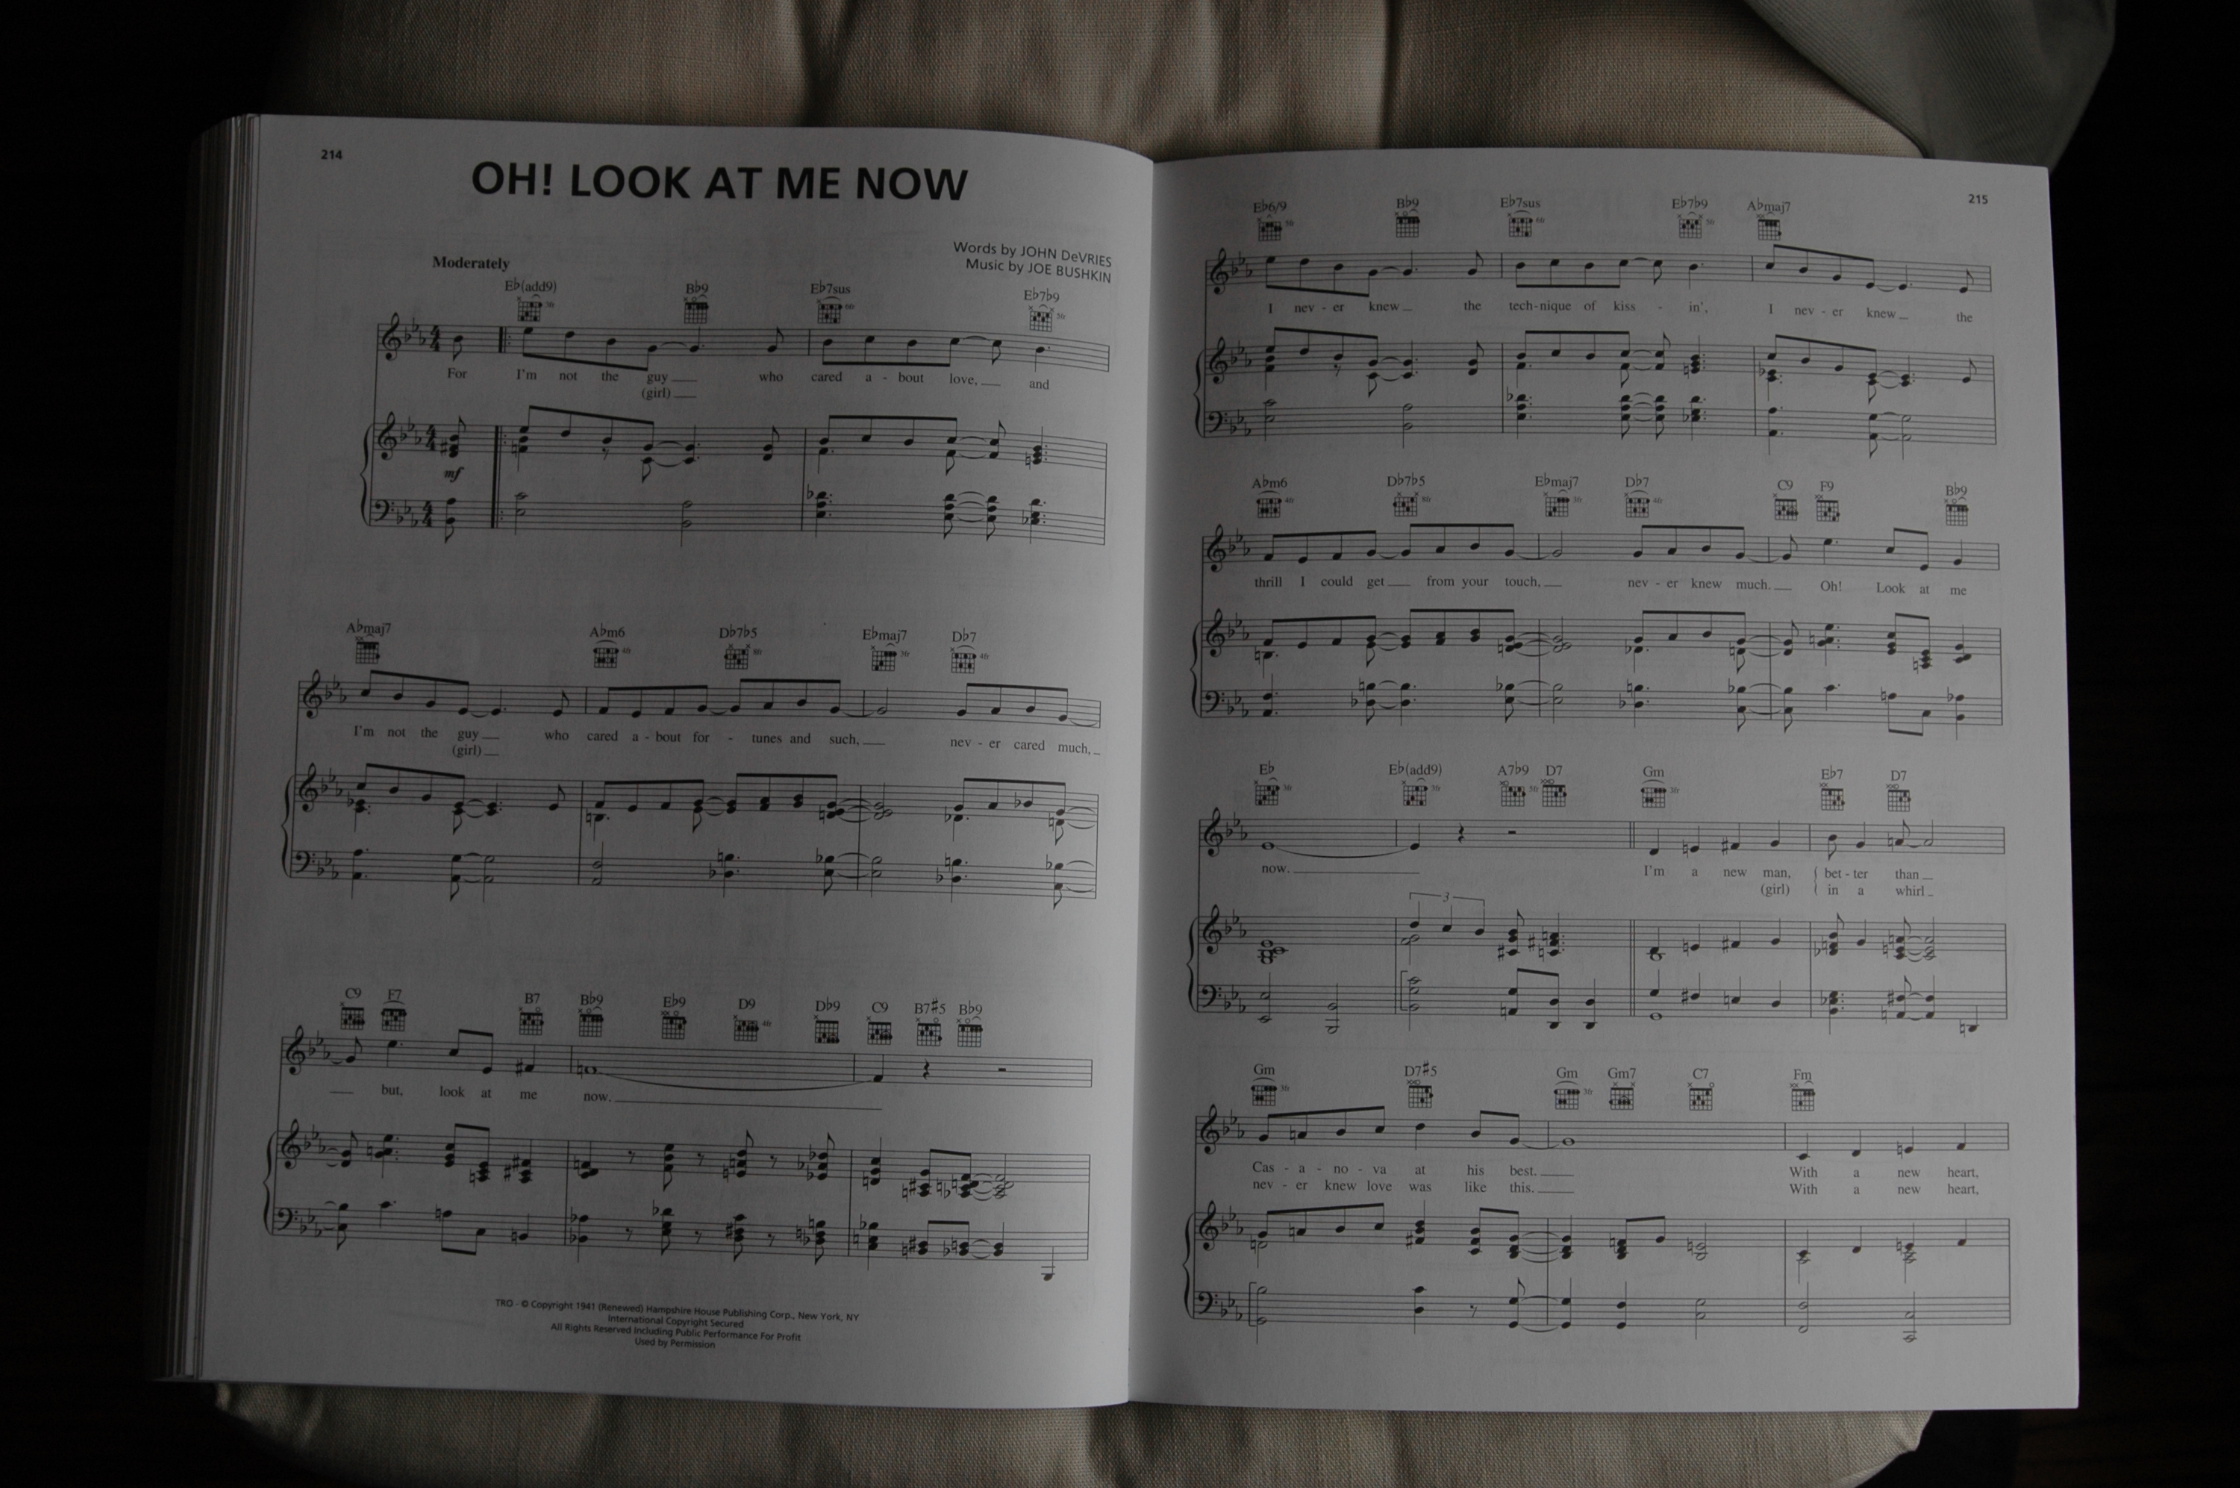 214
OH! LOOK AT ME NOW
Words by JOHN DeVRIES
Music by JOE BUSHKIN
Moderately
E♭(add9) B♭9 E♭7sus E♭7♭9
For I'm not the guy who cared a - bout love, and
(girl)
mf
A♭maj7 A♭m6 D♭7♭5 E♭maj7 D♭7
I'm not the guy who cared a - bout for - tunes and such, nev - er cared much,
(girl)
C9 F7 B7 B♭9 E♭9 D9 D♭9 C9 B7♯5 B♭9
but, look at me now.
TRO - © Copyright 1941 (Renewed) Hampshire House Publishing Corp., New York, NY
International Copyright Secured
All Rights Reserved Including Public Performance For Profit
Used by Permission
215
E♭6/9 B♭9 E♭7sus E♭7♭9 A♭maj7
I nev - er knew the tech-nique of kiss - in', I nev - er knew the
A♭m6 D♭7♭5 E♭maj7 D♭7 C9 F9 B♭9
thrill I could get from your touch, nev - er knew much. Oh! Look at me
E♭ E♭(add9) A7♭9 D7 Gm E♭7 D7
now. I'm a new man, { bet - ter than
(girl) { in a whirl
3
Gm D7♯5 Gm Gm7 C7 Fm
Cas - a - no - va at his best. With a new heart,
nev - er knew love was like this. With a new heart,